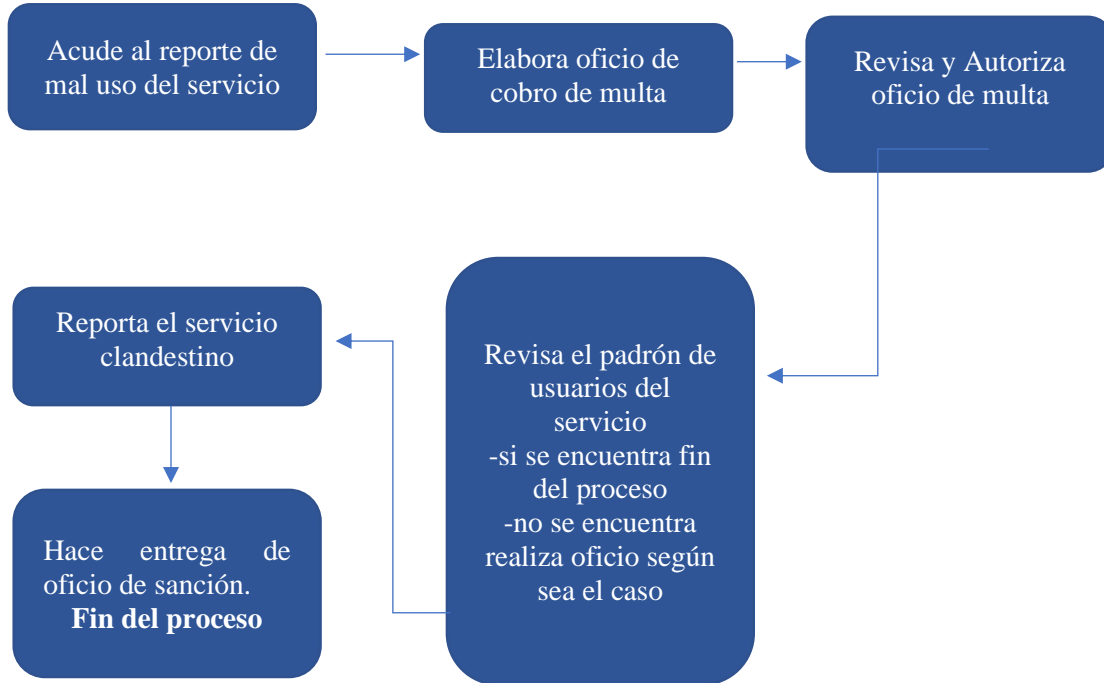 Acude al reporte de
mal uso del servicio
Elabora oficio de
cobro de multa
Revisa y Autoriza
oficio de multa
Revisa el padrón de
usuarios del
servicio
-si se encuentra fin
del proceso
-no se encuentra
realiza oficio según
sea el caso
Reporta el servicio
clandestino
Hace entrega de
oficio de sanción.
Fin del proceso